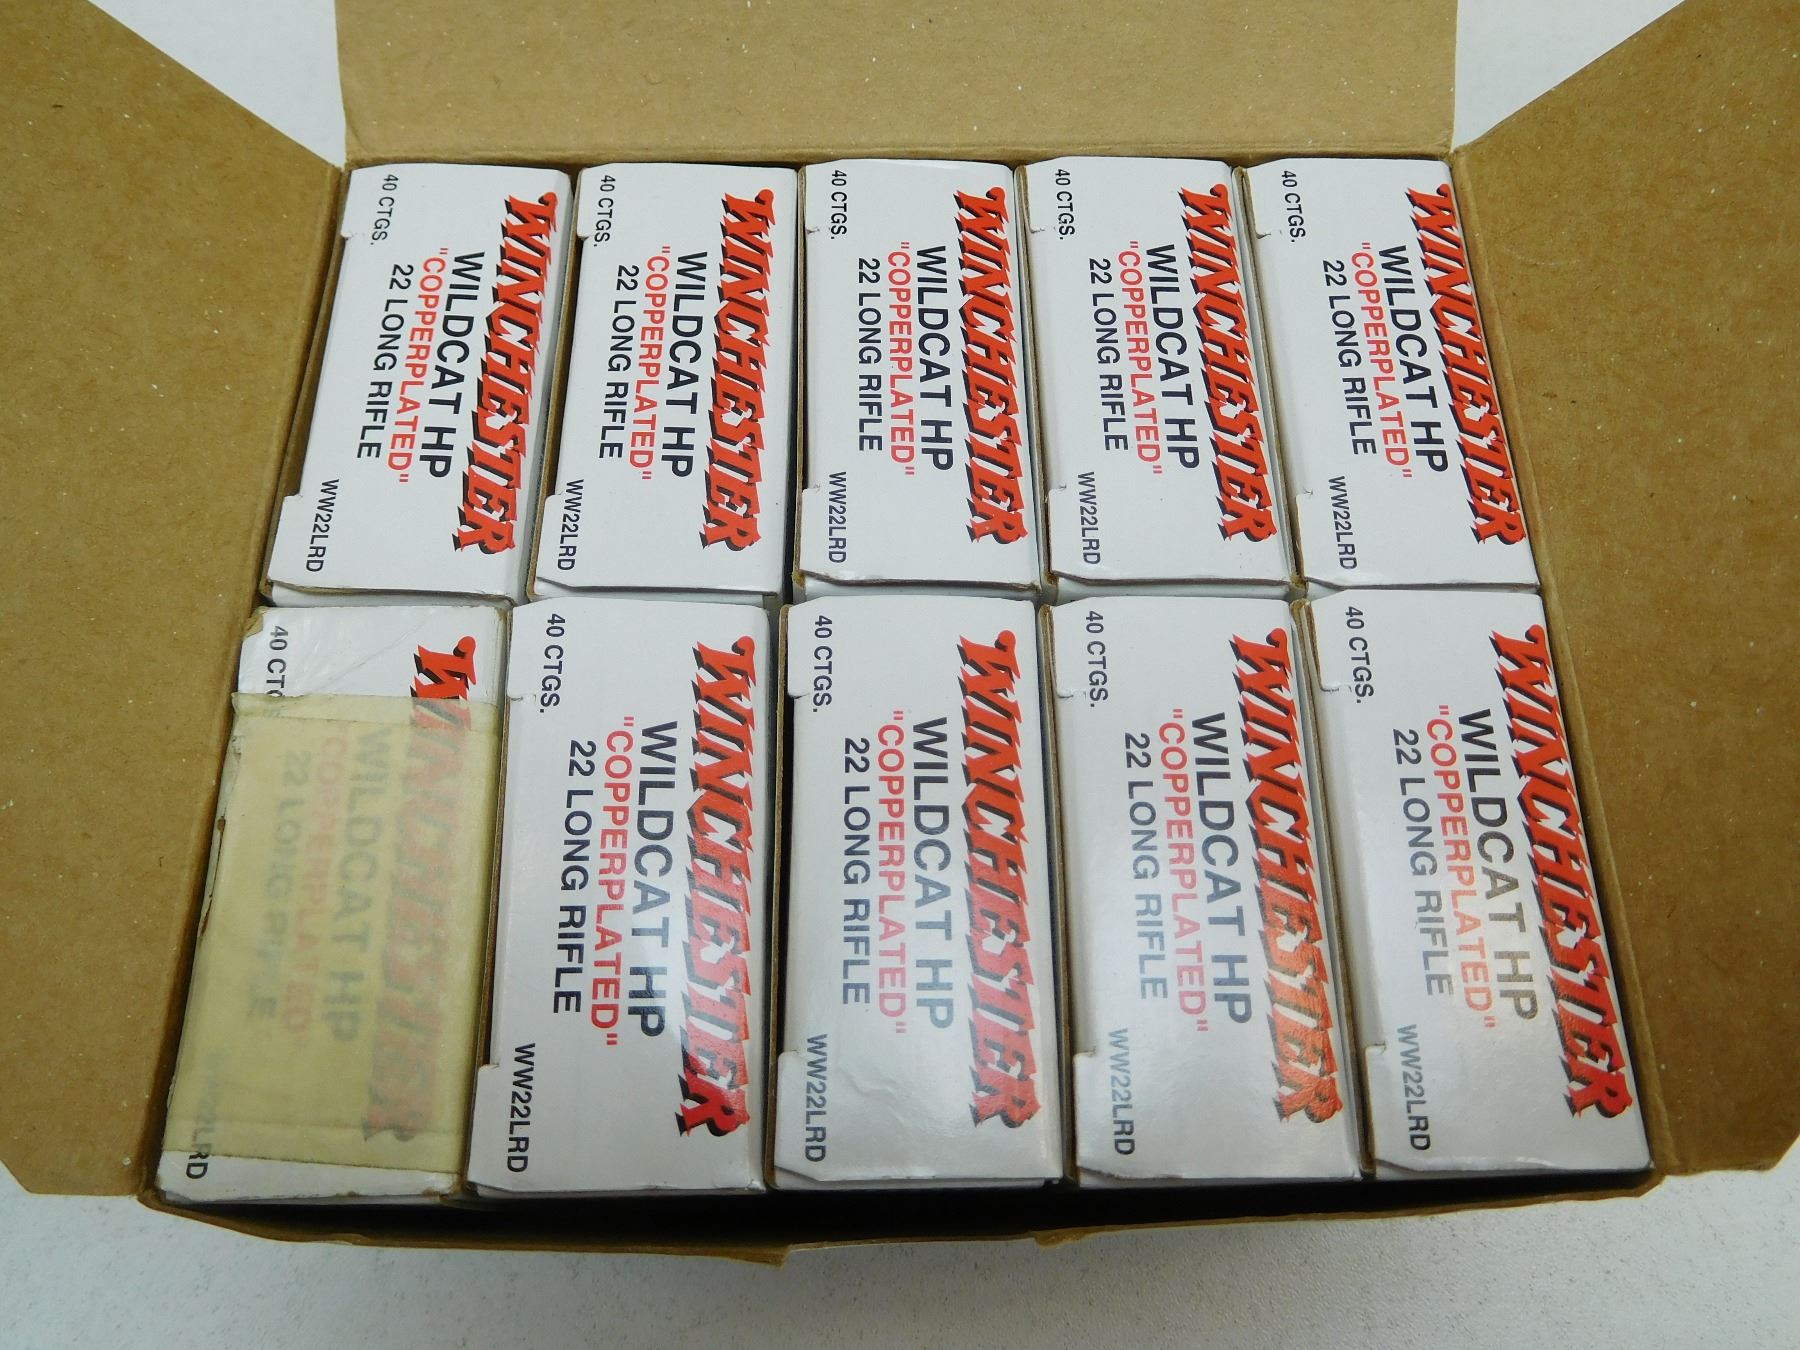 40 CTGS.
WINCHESTER
WILDCAT HP
"COPPERPLATED"
22 LONG RIFLE
WW22LRD
40 CTGS.
WINCHESTER
WILDCAT HP
"COPPERPLATED"
22 LONG RIFLE
WW22LRD
40 CTGS.
WINCHESTER
WILDCAT HP
"COPPERPLATED"
22 LONG RIFLE
WW22LRD
40 CTGS.
WINCHESTER
WILDCAT HP
"COPPERPLATED"
22 LONG RIFLE
WW22LRD
40 CTGS.
WINCHESTER
WILDCAT HP
"COPPERPLATED"
22 LONG RIFLE
WW22LRD
40 CTGS
WINCHESTER
WILDCAT HP
"COPPERPLATED
22 LONG RIFLE
WW22LRD
40 CTGS.
WINCHESTER
WILDCAT HP
"COPPERPLATED"
22 LONG RIFLE
WW22LRD
40 CTGS.
WINCHESTER
WILDCAT HP
"COPPERPLATED"
22 LONG RIFLE
WW22LRD
40 CTGS.
WINCHESTER
WILDCAT HP
"COPPERPLATED"
22 LONG RIFLE
WW22LRD
40 CTGS.
WINCHESTER
WILDCAT HP
"COPPERPLATED"
22 LONG RIFLE
WW22LRD